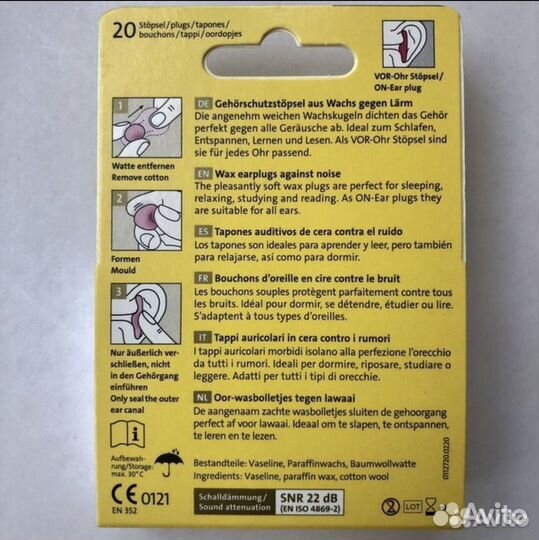 20 Stöpsel/plugs/tapones/
bouchons/tappi/oordopjes
VOR-Ohr Stöpsel/
ON-Ear plug
1
Watte entfernen
Remove cotton
2
Formen
Mould
3
Nur äußerlich ver-
schließen, nicht
in den Gehörgang
einführen
Only seal the outer
ear canal
DE Gehörschutzstöpsel aus Wachs gegen Lärm
Die angenehm weichen Wachskugeln dichten das Gehör
perfekt gegen alle Geräusche ab. Ideal zum Schlafen,
Entspannen, Lernen und Lesen. Als VOR-Ohr Stöpsel sind
sie für jedes Ohr passend.
EN Wax earplugs against noise
The pleasantly soft wax plugs are perfect for sleeping,
relaxing, studying and reading. As ON-Ear plugs they
are suitable for all ears.
ES Tapones auditivos de cera contra el ruido
Los tapones son ideales para aprender y leer, pero también
para relajarse, así como para dormir.
FR Bouchons d'oreille en cire contre le bruit
Les bouchons souples protègent parfaitement contre tous
les bruits. Idéal pour dormir, se détendre, étudier ou lire.
S'adaptent à tous types d'oreilles.
IT Tappi auricolari in cera contro i rumori
I tappi auricolari morbidi isolano alla perfezione l'orecchio
da tutti i rumori. Ideali per dormire, riposare, studiare o
leggere. Adatti per tutti i tipi di orecchie.
NL Oor-wasbolletjes tegen lawaai
De aangenaam zachte wasbolletjes sluiten de gehoorgang
perfect af voor lawaai. Ideaal om te slapen, te ontspannen,
te leren en te lezen.
i
Aufbewah-
rung/Storage:
max. 30° C
Bestandteile: Vaseline, Paraffinwachs, Baumwollwatte
Ingredients: Vaseline, paraffin wax, cotton wool
CE 0121
EN 352
Schalldämmung/
Sound attenuation
SNR 22 dB
(EN ISO 4869-2)
2
LOT
0112720.0220
Avito